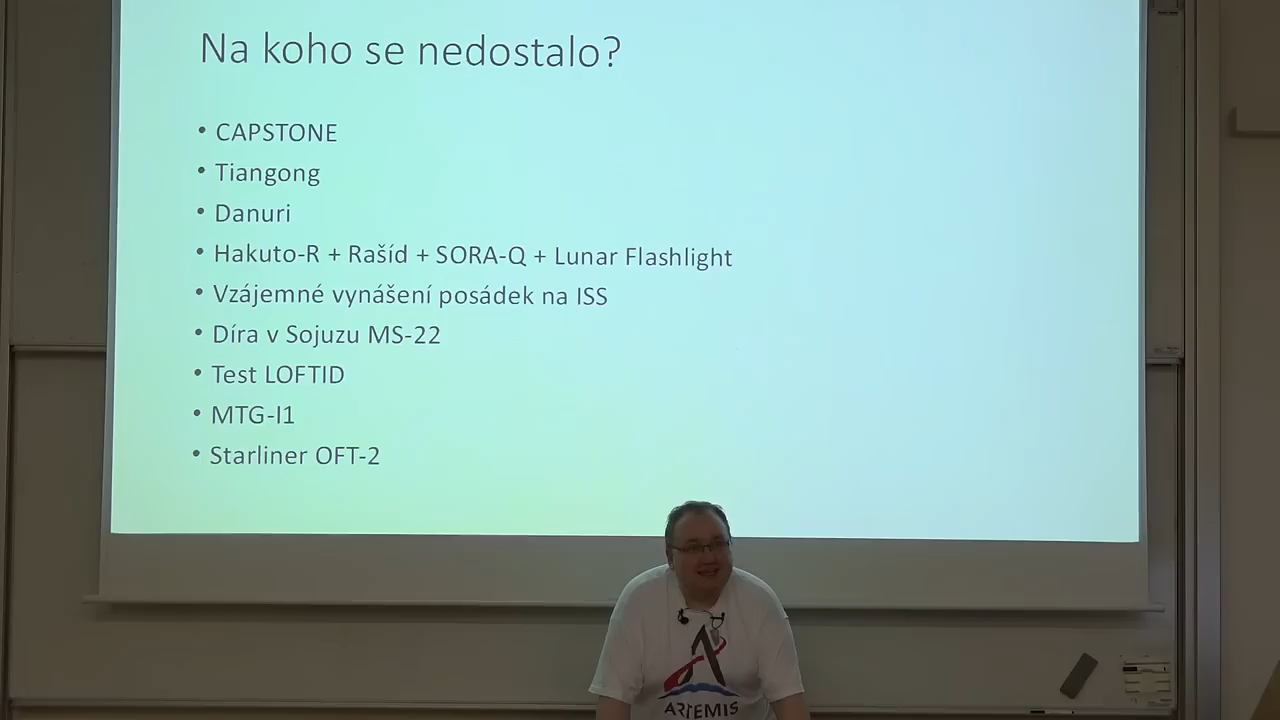 Na koho se nedostalo?
• CAPSTONE
• Tiangong
• Danuri
• Hakuto-R + Rašíd + SORA-Q + Lunar Flashlight
• Vzájemné vynášení posádek na ISS
• Díra v Sojuzu MS-22
• Test LOFTID
• MTG-I1
• Starliner OFT-2
ARTEMIS